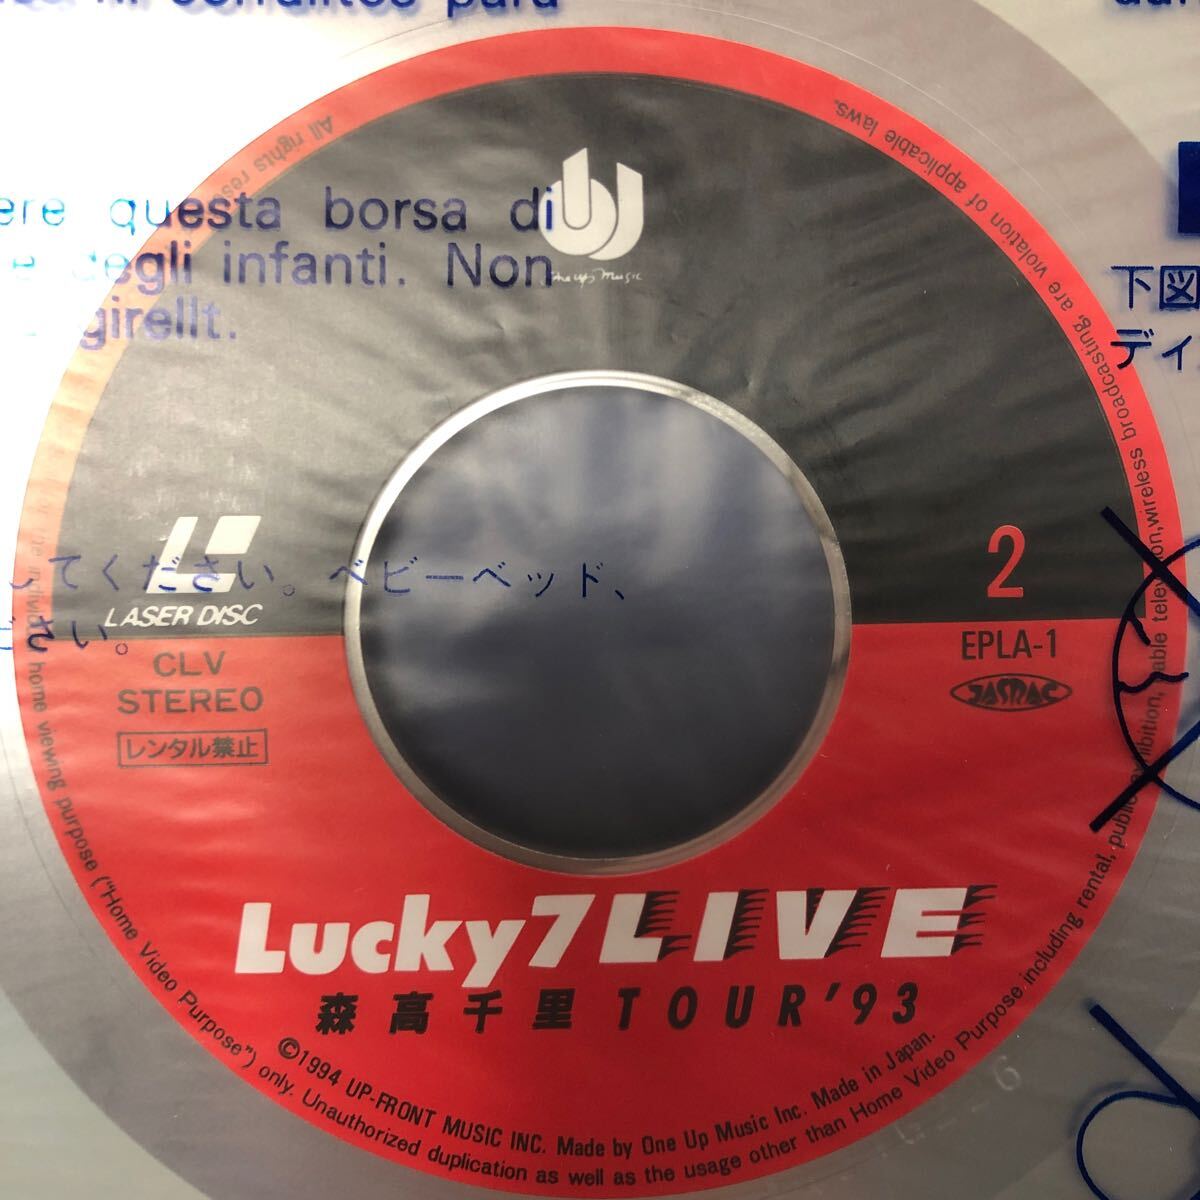 ere questa borsa di
e degli infanti. Non
girellt.
One Up Music
下図
ディ
してください。ベビーベッド、
ださい。
LASER DISC
CLV
STEREO
レンタル禁止
2
EPLA-1
JASRAC
Lucky7 LIVE
森高千里 TOUR '93
©1994 UP-FRONT MUSIC INC. Made by One Up Music Inc. Made in Japan.
All rights
home viewing purpose ("Home Video Purpose") only. Unauthorized duplication as well as the usage other than Home Video Purpose including rental, public exhibition, cable television, wireless broadcasting, are violation of applicable laws.